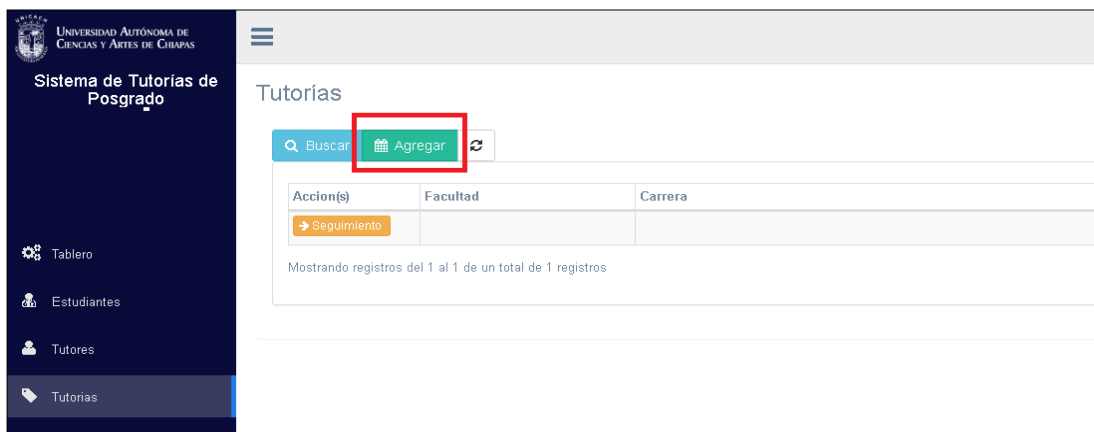 UNICACH
UNIVERSIDAD AUTÓNOMA DE
CIENCIAS Y ARTES DE CHIAPAS
Sistema de Tutorías de
Posgrado
Tablero
Estudiantes
Tutores
Tutorias
Tutorías
Buscar Agregar
Accion(s) Facultad Carrera
Seguimiento
Mostrando registros del 1 al 1 de un total de 1 registros